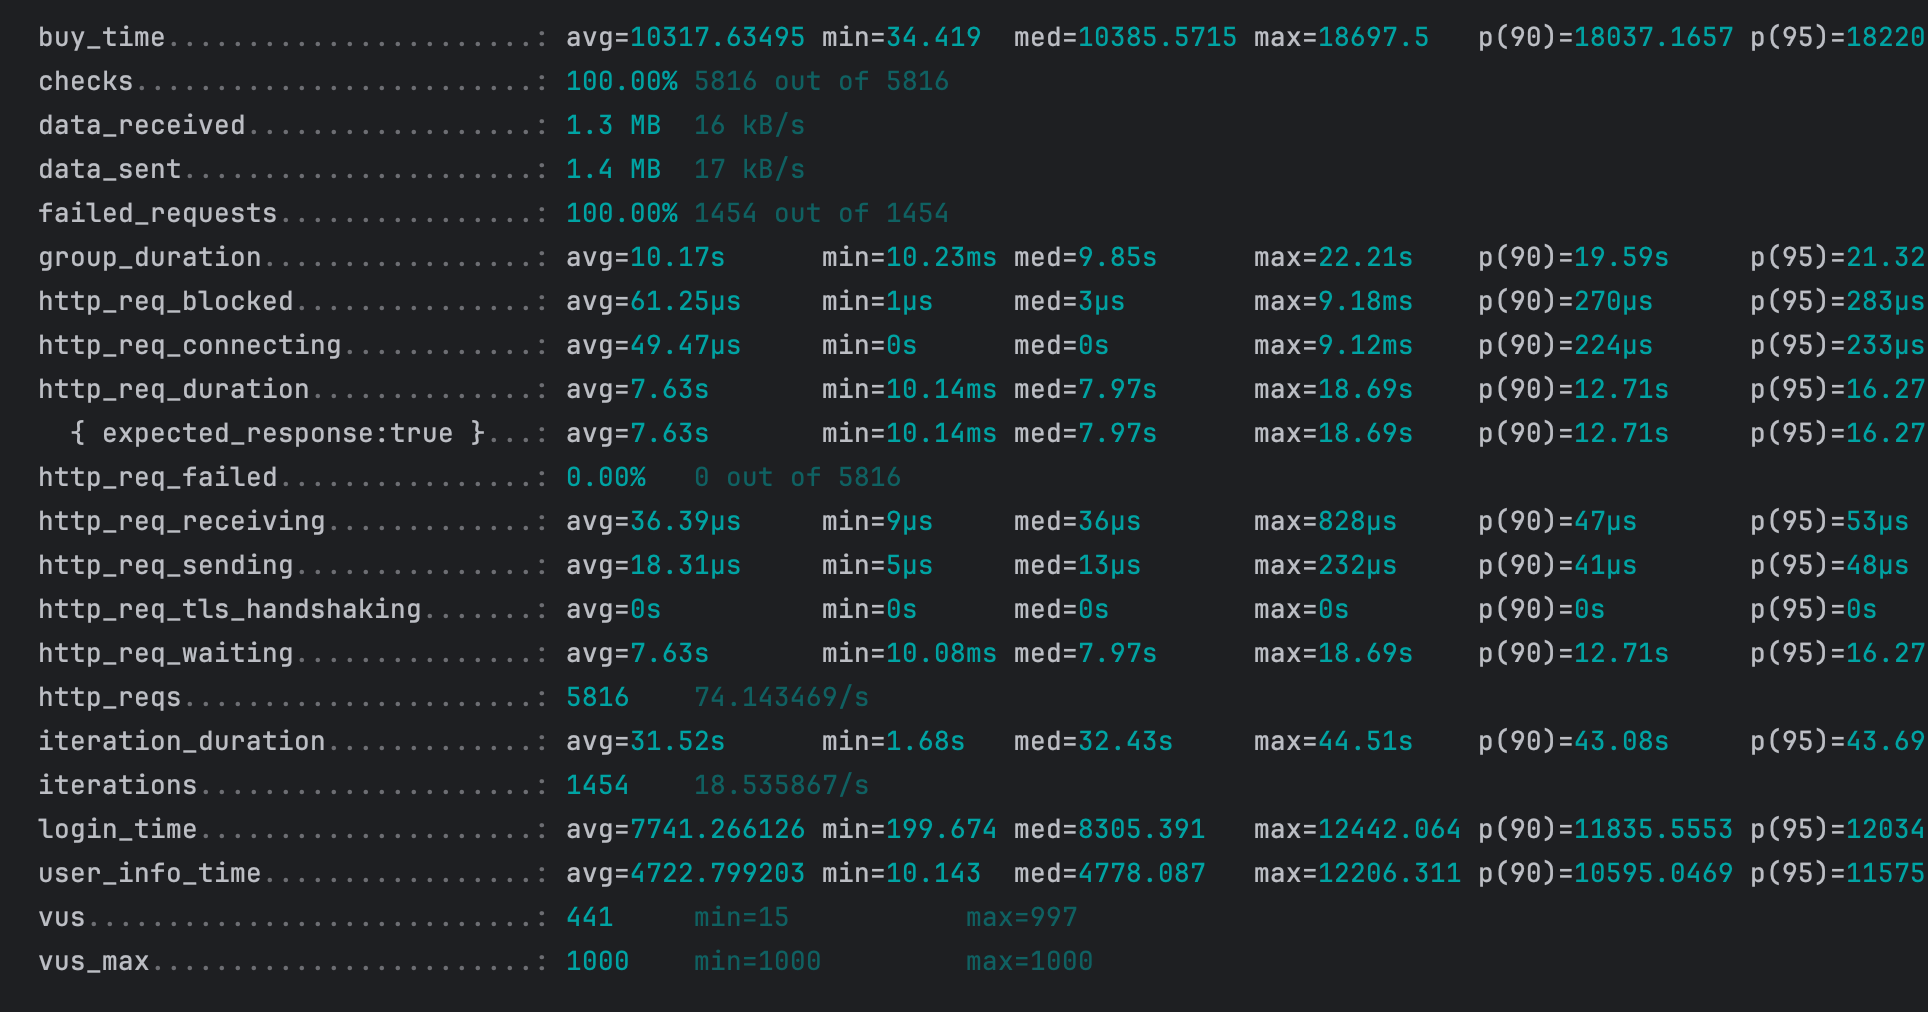 buy_time.......................: avg=10317.63495 min=34.419 med=10385.5715 max=18697.5 p(90)=18037.1657 p(95)=18220
checks.........................: 100.00% 5816 out of 5816
data_received..................: 1.3 MB 16 kB/s
data_sent......................: 1.4 MB 17 kB/s
failed_requests................: 100.00% 1454 out of 1454
group_duration.................: avg=10.17s min=10.23ms med=9.85s max=22.21s p(90)=19.59s p(95)=21.32
http_req_blocked...............: avg=61.25µs min=1µs med=3µs max=9.18ms p(90)=270µs p(95)=283µs
http_req_connecting............: avg=49.47µs min=0s med=0s max=9.12ms p(90)=224µs p(95)=233µs
http_req_duration..............: avg=7.63s min=10.14ms med=7.97s max=18.69s p(90)=12.71s p(95)=16.27
{ expected_response:true }...: avg=7.63s min=10.14ms med=7.97s max=18.69s p(90)=12.71s p(95)=16.27
http_req_failed................: 0.00% 0 out of 5816
http_req_receiving.............: avg=36.39µs min=9µs med=36µs max=828µs p(90)=47µs p(95)=53µs
http_req_sending...............: avg=18.31µs min=5µs med=13µs max=232µs p(90)=41µs p(95)=48µs
http_req_tls_handshaking.......: avg=0s min=0s med=0s max=0s p(90)=0s p(95)=0s
http_req_waiting...............: avg=7.63s min=10.08ms med=7.97s max=18.69s p(90)=12.71s p(95)=16.27
http_reqs......................: 5816 74.143469/s
iteration_duration.............: avg=31.52s min=1.68s med=32.43s max=44.51s p(90)=43.08s p(95)=43.69
iterations.....................: 1454 18.535867/s
login_time.....................: avg=7741.266126 min=199.674 med=8305.391 max=12442.064 p(90)=11835.5553 p(95)=12034
user_info_time.................: avg=4722.799203 min=10.143 med=4778.087 max=12206.311 p(90)=10595.0469 p(95)=11575
vus............................: 441 min=15 max=997
vus_max........................: 1000 min=1000 max=1000